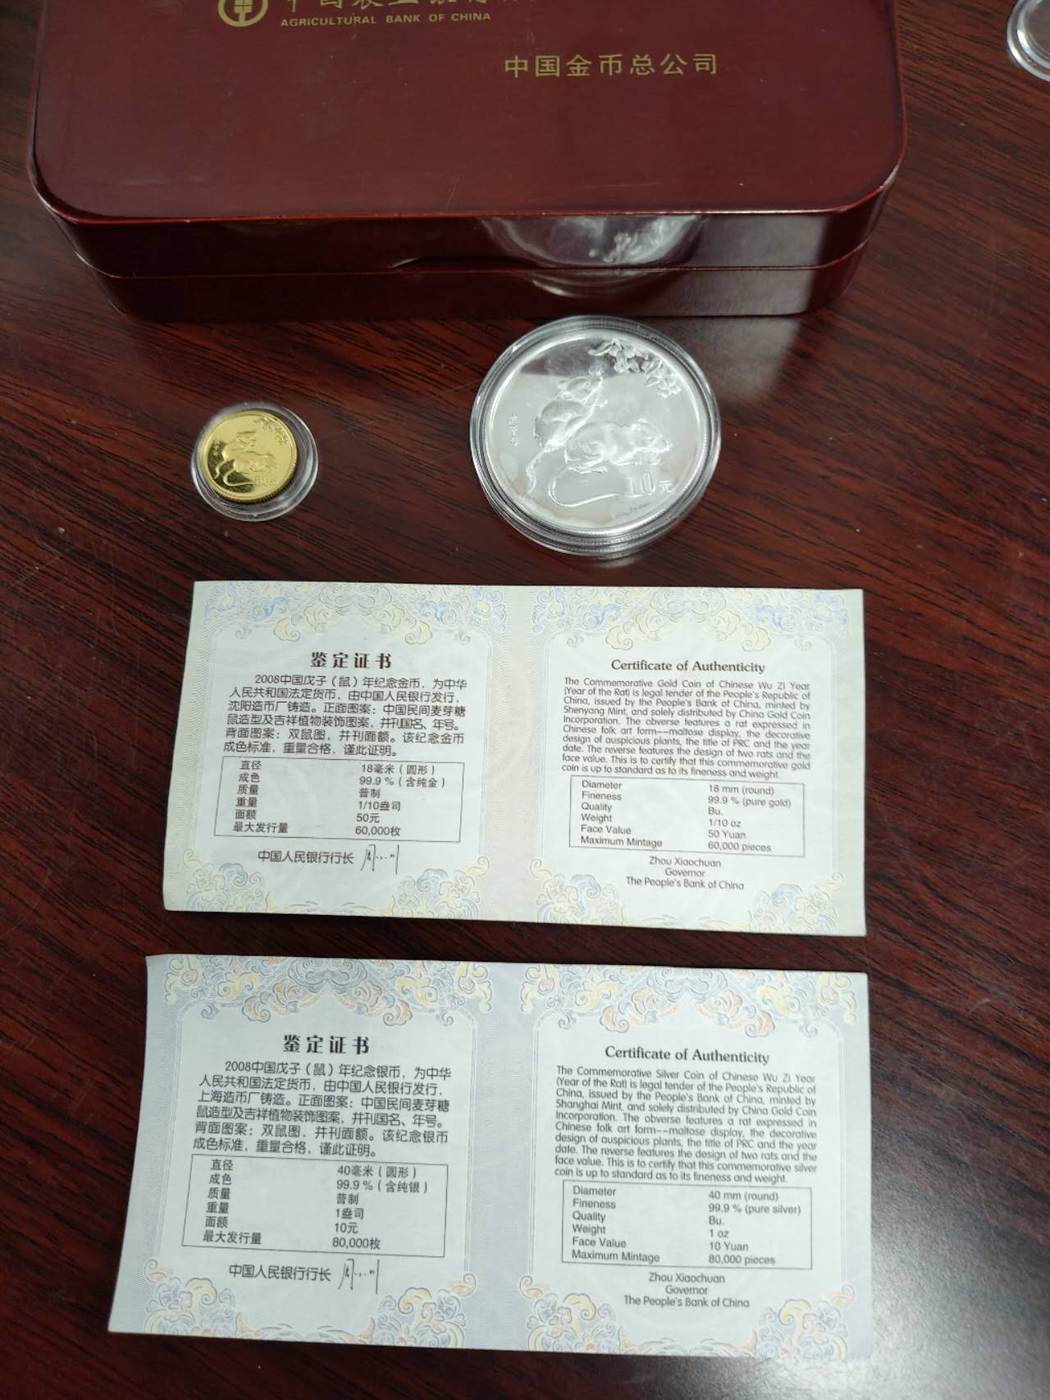 AGRICULTURAL BANK OF CHINA
中国金币总公司
10元
鉴定证书
2008中国戊子（鼠）年纪念金币，为中华
人民共和国法定货币，由中国人民银行发行，
沈阳造币厂铸造。正面图案：中国民间麦芽糖
鼠造型及吉祥植物装饰图案，并刊国名、年号。
背面图案：双鼠图，并刊面额。该纪念金币
成色标准，重量合格，谨此证明。
直径 18毫米（圆形）
成色 99.9％（含纯金）
质量 普制
重量 1/10盎司
面额 50元
最大发行量 60,000枚
中国人民银行行长
Certificate of Authenticity
The Commemorative Gold Coin of Chinese Wu Zi Year
(Year of the Rat) is legal tender of the People's Republic of
China, issued by the People's Bank of China, minted by
Shenyang Mint, and solely distributed by China Gold Coin
Incorporation. The obverse features a rat expressed in
Chinese folk art form---maltose display, the decorative
design of auspicious plants, the title of PRC and the year
date. The reverse features the design of two rats and the
face value. This is to certify that this commemorative gold
coin is up to standard as to its fineness and weight.
Diameter 18 mm (round)
Fineness 99.9 % (pure gold)
Quality Bu.
Weight 1/10 oz
Face Value 50 Yuan
Maximum Mintage 60,000 pieces
Zhou Xiaochuan
Governor
The People's Bank of China
鉴定证书
2008中国戊子（鼠）年纪念银币，为中华
人民共和国法定货币，由中国人民银行发行，
上海造币厂铸造。正面图案：中国民间麦芽糖
鼠造型及吉祥植物装饰图案，并刊国名、年号。
背面图案：双鼠图，并刊面额。该纪念银币
成色标准，重量合格，谨此证明。
直径 40毫米（圆形）
成色 99.9％（含纯银）
质量 普制
重量 1盎司
面额 10元
最大发行量 80,000枚
中国人民银行行长
Certificate of Authenticity
The Commemorative Silver Coin of Chinese Wu Zi Year
(Year of the Rat) is legal tender of the People's Republic of
China, issued by the People's Bank of China, minted by
Shanghai Mint, and solely distributed by China Gold Coin
Incorporation. The obverse features a rat expressed in
Chinese folk art form---maltose display, the decorative
design of auspicious plants, the title of PRC and the year
date. The reverse features the design of two rats and the
face value. This is to certify that this commemorative silver
coin is up to standard as to its fineness and weight.
Diameter 40 mm (round)
Fineness 99.9 % (pure silver)
Quality Bu.
Weight 1 oz
Face Value 10 Yuan
Maximum Mintage 80,000 pieces
Zhou Xiaochuan
Governor
The People's Bank of China